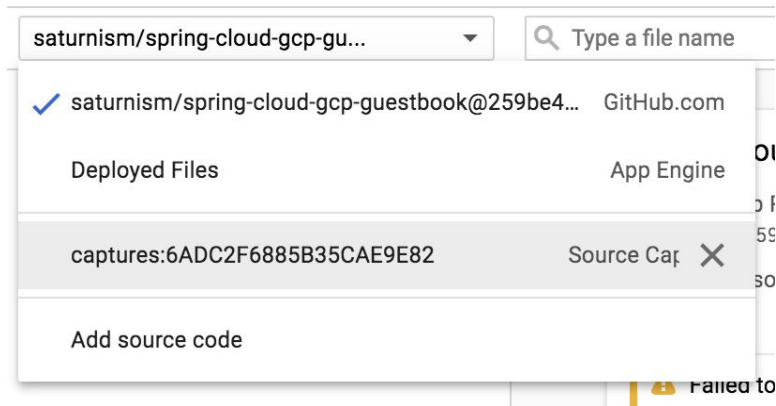 saturnism/spring-cloud-gcp-gu...
Type a file name
saturnism/spring-cloud-gcp-guestbook@259be4... GitHub.com
Deployed Files App Engine
captures:6ADC2F6885B35CAE9E82 Source Cap
Add source code
Failed to